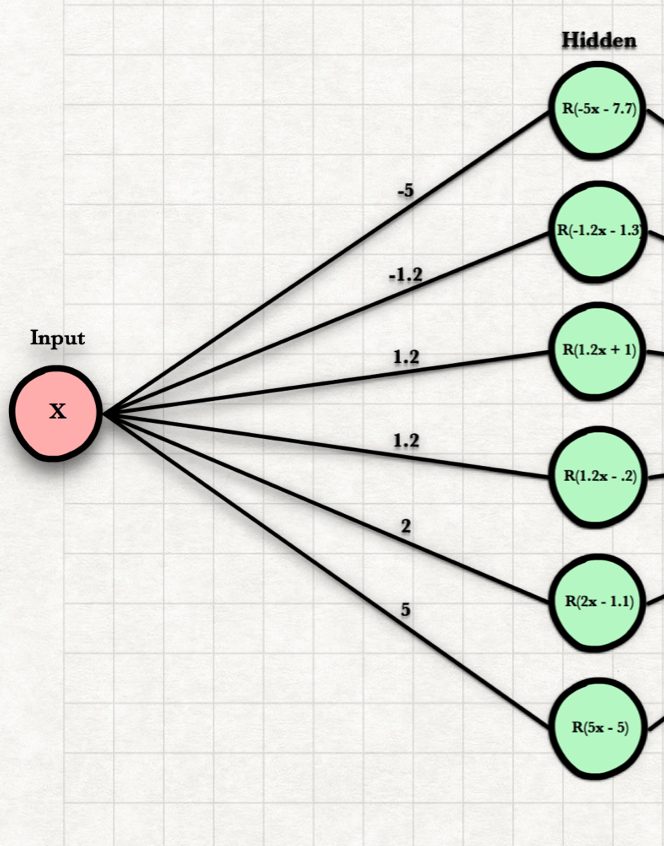 Hidden
R(-5x - 7.7)
-5
R(-1.2x - 1.3)
-1.2
Input
R(1.2x + 1)
1.2
X
1.2
R(1.2x - .2)
2
R(2x - 1.1)
5
R(5x - 5)